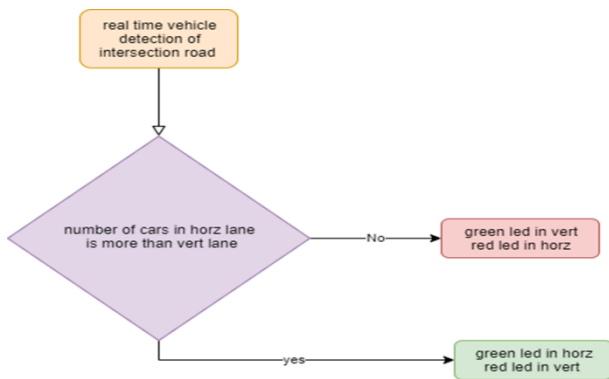 real time vehicle
detection of
intersection road
number of cars in horz lane
is more than vert lane
No
green led in vert
red led in horz
yes
green led in horz
red led in vert